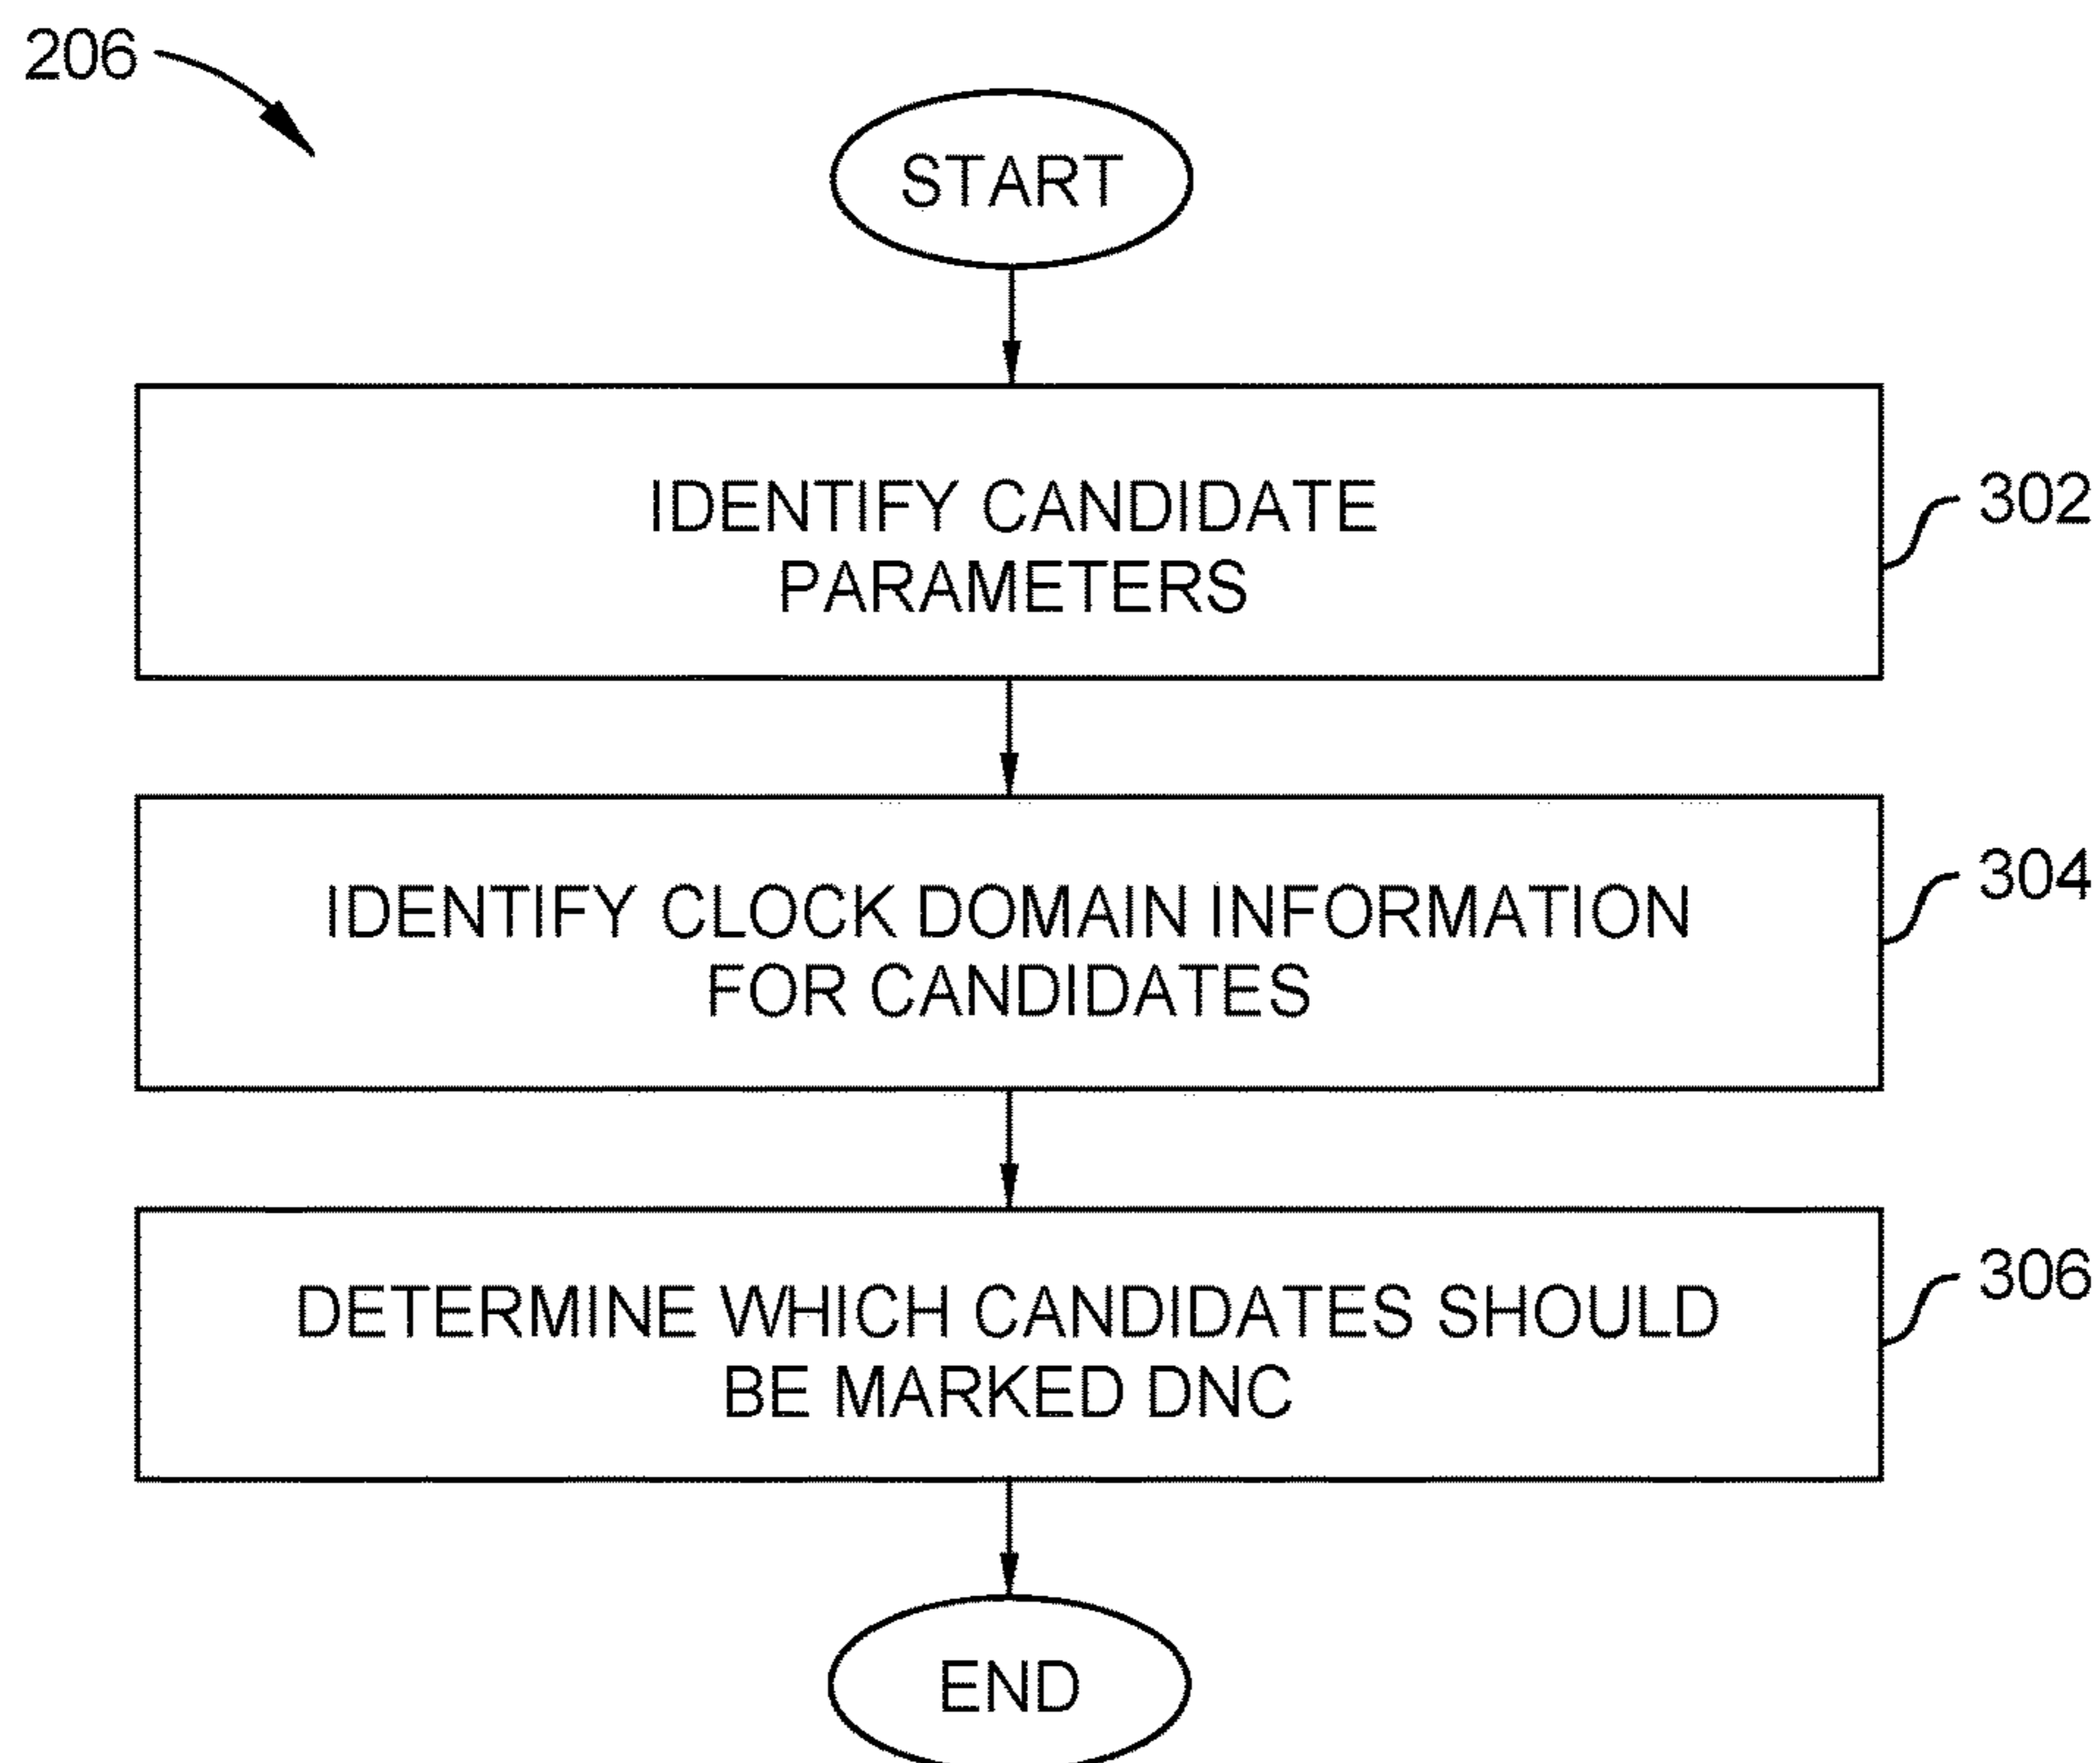 206
START
IDENTIFY CANDIDATE
PARAMETERS
302
IDENTIFY CLOCK DOMAIN INFORMATION
FOR CANDIDATES
304
DETERMINE WHICH CANDIDATES SHOULD
BE MARKED DNC
306
END